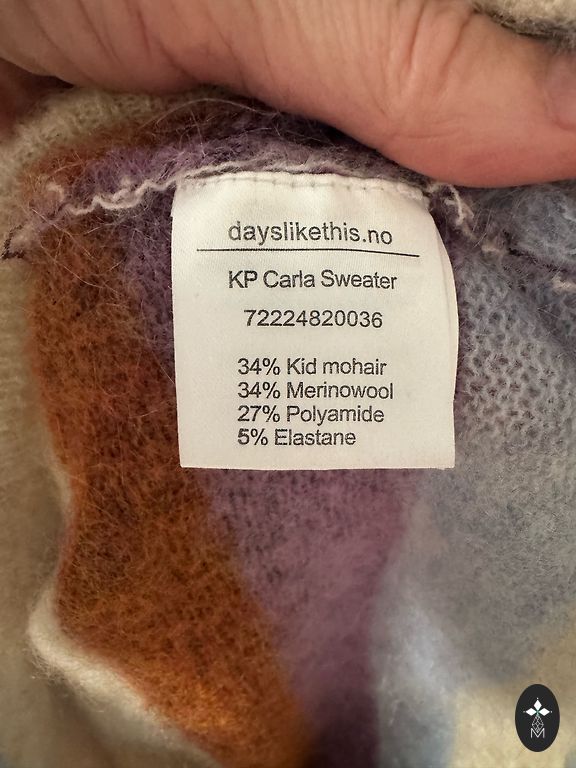 dayslikethis.no
KP Carla Sweater
72224820036
34% Kid mohair
34% Merinowool
27% Polyamide
5% Elastane
M